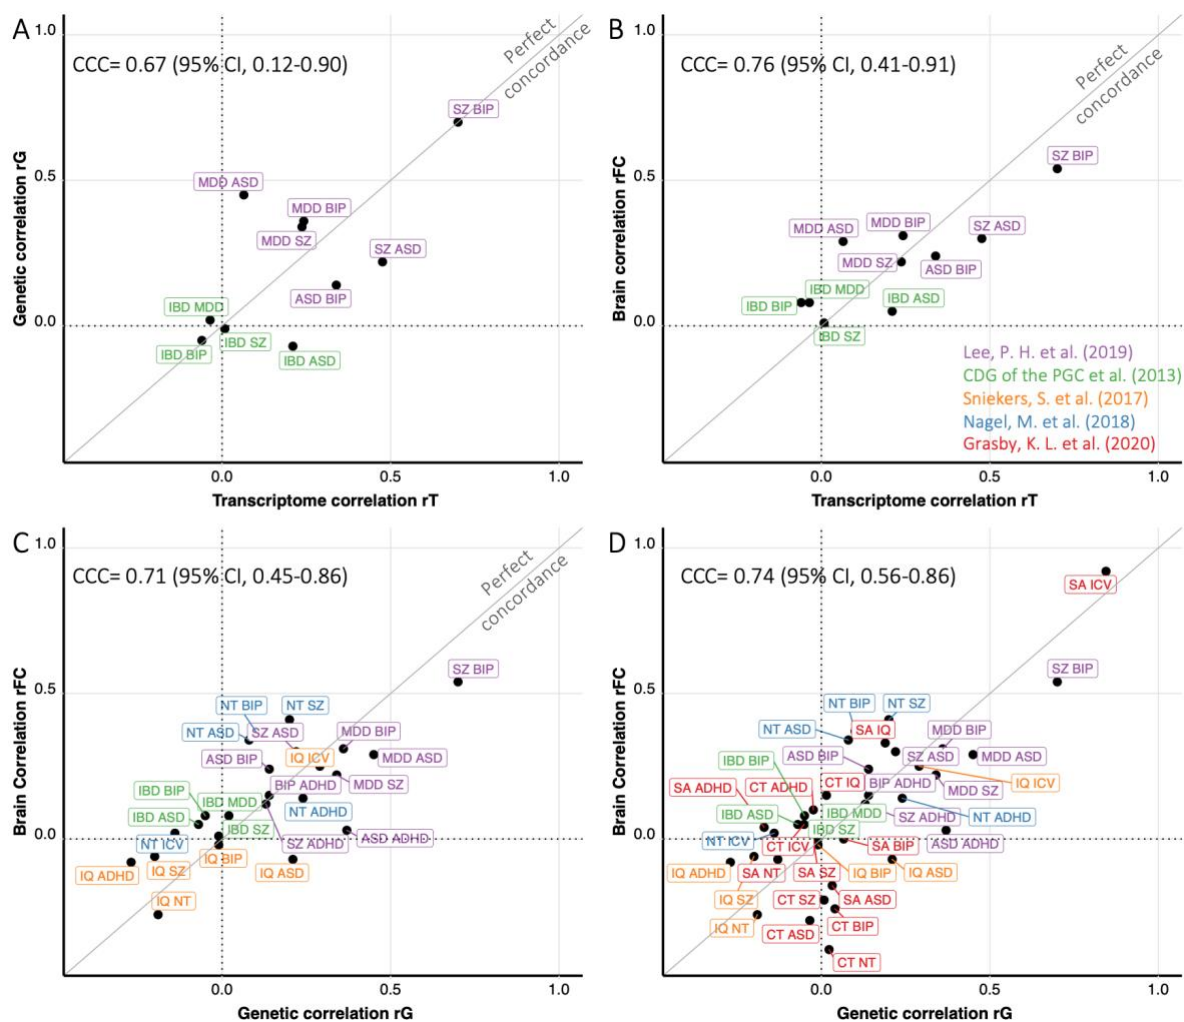 A
CCC= 0.67 (95% CI, 0.12-0.90)
Perfect
concordance
1.0
0.5
0.0
Genetic correlation rG
SZ BIP
MDD ASD
MDD BIP
MDD SZ
SZ ASD
ASD BIP
IBD MDD
IBD SZ
IBD BIP
IBD ASD
0.0
0.5
1.0
Transcriptome correlation rT
B
CCC= 0.76 (95% CI, 0.41-0.91)
Perfect
concordance
1.0
0.5
0.0
Brain correlation rFC
SZ BIP
MDD ASD
MDD BIP
SZ ASD
MDD SZ
ASD BIP
IBD MDD
IBD BIP
IBD ASD
IBD SZ
Lee, P. H. et al. (2019)
CDG of the PGC et al. (2013)
Sniekers, S. et al. (2017)
Nagel, M. et al. (2018)
Grasby, K. L. et al. (2020)
0.0
0.5
1.0
Transcriptome correlation rT
C
CCC= 0.71 (95% CI, 0.45-0.86)
Perfect
concordance
1.0
0.5
0.0
Brain Correlation rFC
SZ BIP
NT BIP
NT SZ
NT ASD
SZ ASD
MDD BIP
ASD BIP
IQ ICV
MDD ASD
BIP ADHD
MDD SZ
IBD BIP
IBD MDD
NT ADHD
IBD ASD
IBD SZ
NT ICV
SZ ADHD
ASD ADHD
IQ BIP
IQ ADHD
IQ SZ
IQ ASD
IQ NT
0.0
0.5
1.0
Genetic correlation rG
D
CCC= 0.74 (95% CI, 0.56-0.86)
1.0
0.5
0.0
Brain Correlation rFC
SA ICV
SZ BIP
NT BIP
NT SZ
NT ASD
SA IQ
MDD BIP
ASD BIP
SZ ASD
MDD ASD
IBD BIP
SA ADHD
CT ADHD
CT IQ
BIP ADHD
MDD SZ
IQ ICV
IBD ASD
IBD MDD
SZ ADHD
NT ADHD
IBD SZ
NT ICV
CT ICV
SA BIP
ASD ADHD
IQ ADHD
SA NT
SA SZ
IQ BIP
IQ ASD
IQ SZ
CT SZ
SA ASD
IQ NT
CT ASD
CT BIP
CT NT
0.0
0.5
1.0
Genetic correlation rG